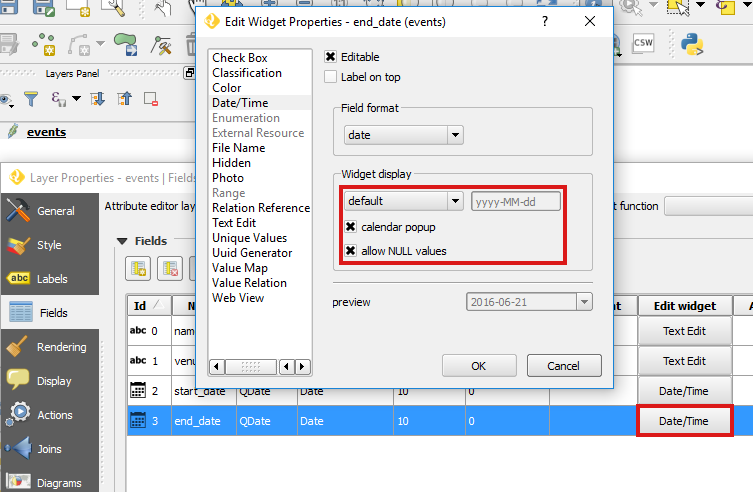 Edit Widget Properties - end_date (events)
?
CSW
Layers Panel
events
Check Box
Classification
Color
Date/Time
Enumeration
External Resource
File Name
Hidden
Photo
Range
Relation Reference
Text Edit
Unique Values
Uuid Generator
Value Map
Value Relation
Web View
Editable
Label on top
Field format
date
Widget display
default
yyyy-MM-dd
calendar popup
allow NULL values
preview
2016-06-21
OK
Cancel
Layer Properties - events | Fields
General
Style
abc Labels
Fields
Rendering
Display
Actions
Joins
Diagrams
Attribute editor
function
Fields
Id N t Edit widget A
abc 0 nam Text Edit
abc 1 venu Text Edit
2 start_date QDate Date 10 0 Date/Time
3 end_date QDate Date 10 0 Date/Time